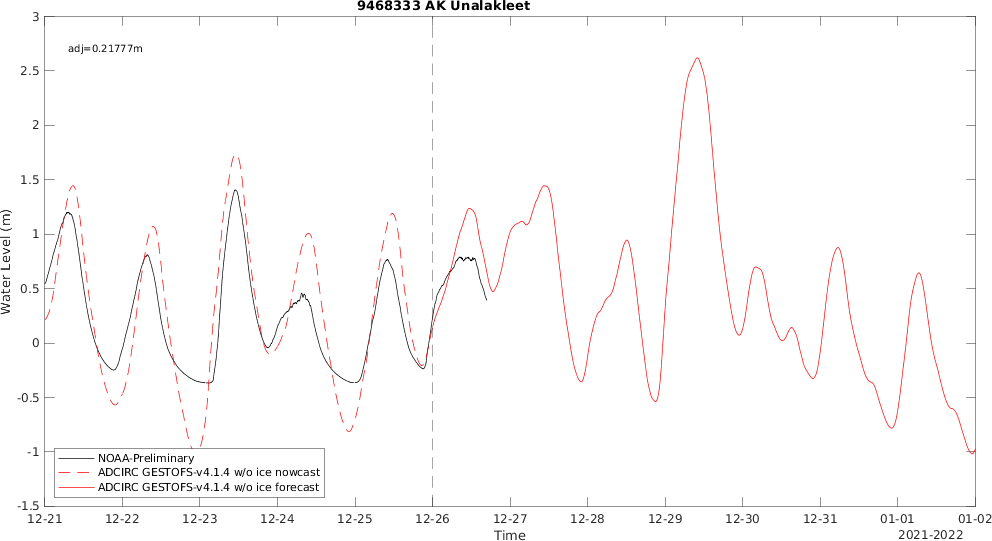 9468333 AK Unalakleet
adj=0.21777m
Water Level (m)
3
2.5
2
1.5
1
0.5
0
-0.5
-1
-1.5
NOAA-Preliminary
ADCIRC GESTOFS-v4.1.4 w/o ice nowcast
ADCIRC GESTOFS-v4.1.4 w/o ice forecast
12-21 12-22 12-23 12-24 12-25 12-26 12-27 12-28 12-29 12-30 12-31 01-01 01-02
Time
2021-2022